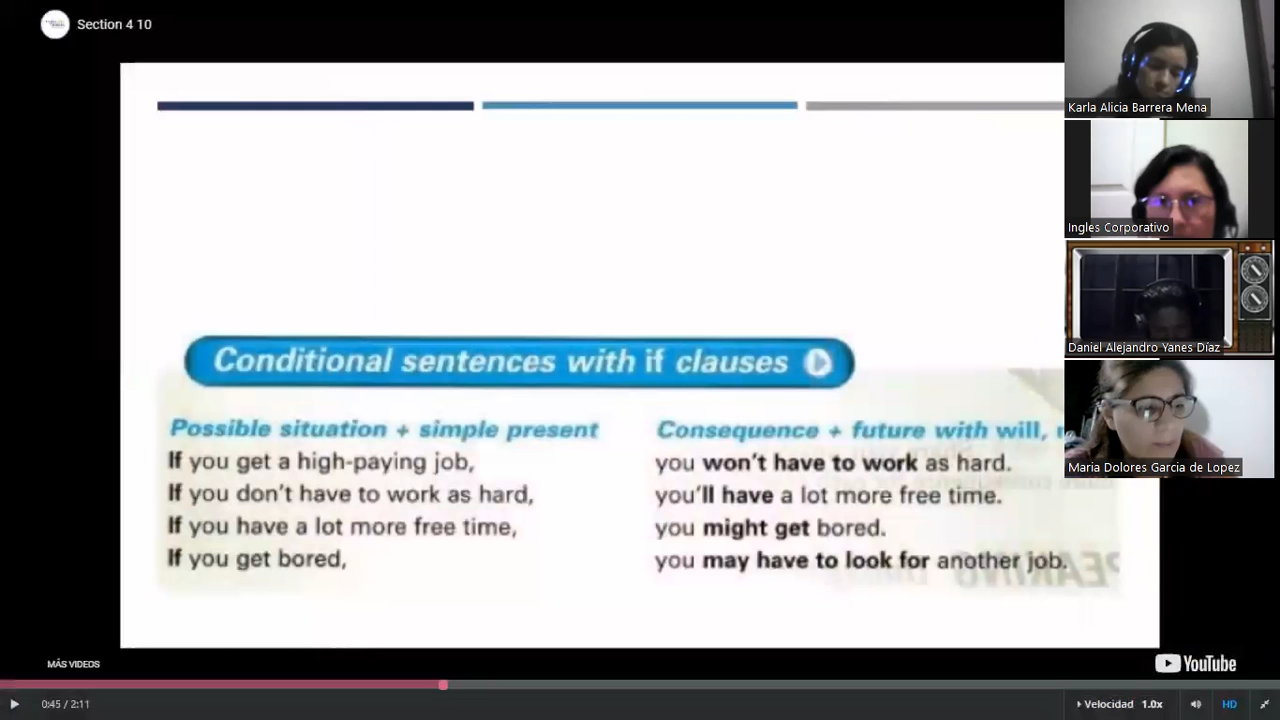 Section 4 10
Conditional sentences with if clauses
Possible situation + simple present
Consequence + future with will,
If you get a high-paying job,
you won't have to work as hard.
If you don't have to work as hard,
you'll have a lot more free time.
If you have a lot more free time,
you might get bored.
If you get bored,
you may have to look for another job.
Karla Alicia Barrera Mena
Ingles Corporativo
Daniel Alejandro Yanes Díaz
Maria Dolores Garcia de Lopez
MÁS VIDEOS
YouTube
0:45 / 2:11
Velocidad 1.0x
HD